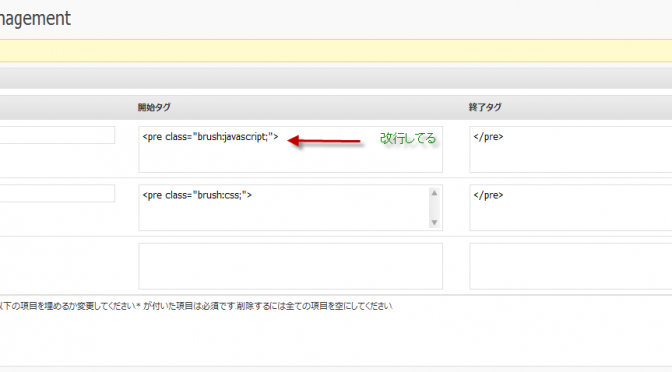 nagement
開始タグ 終了タグ
<pre class="brush:javascript;"> 改行してる </pre>
<pre class="brush:css;"> </pre>
以下の項目を埋めるか変更してください * が付いた項目は必須です.削除するには全ての項目を空にしてください.